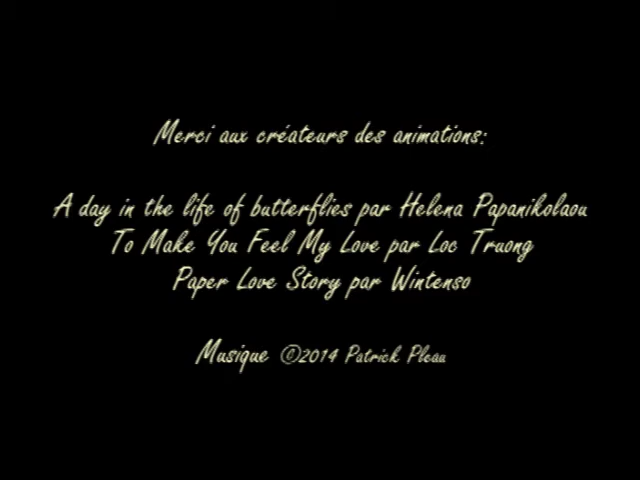 Merci aux créateurs des animations:
A day in the life of butterflies par Helena Papanikolaou
To Make You Feel My Love par Loc Truong
Paper Love Story par Wintenso
Musique ©2014 Patrick Pleau